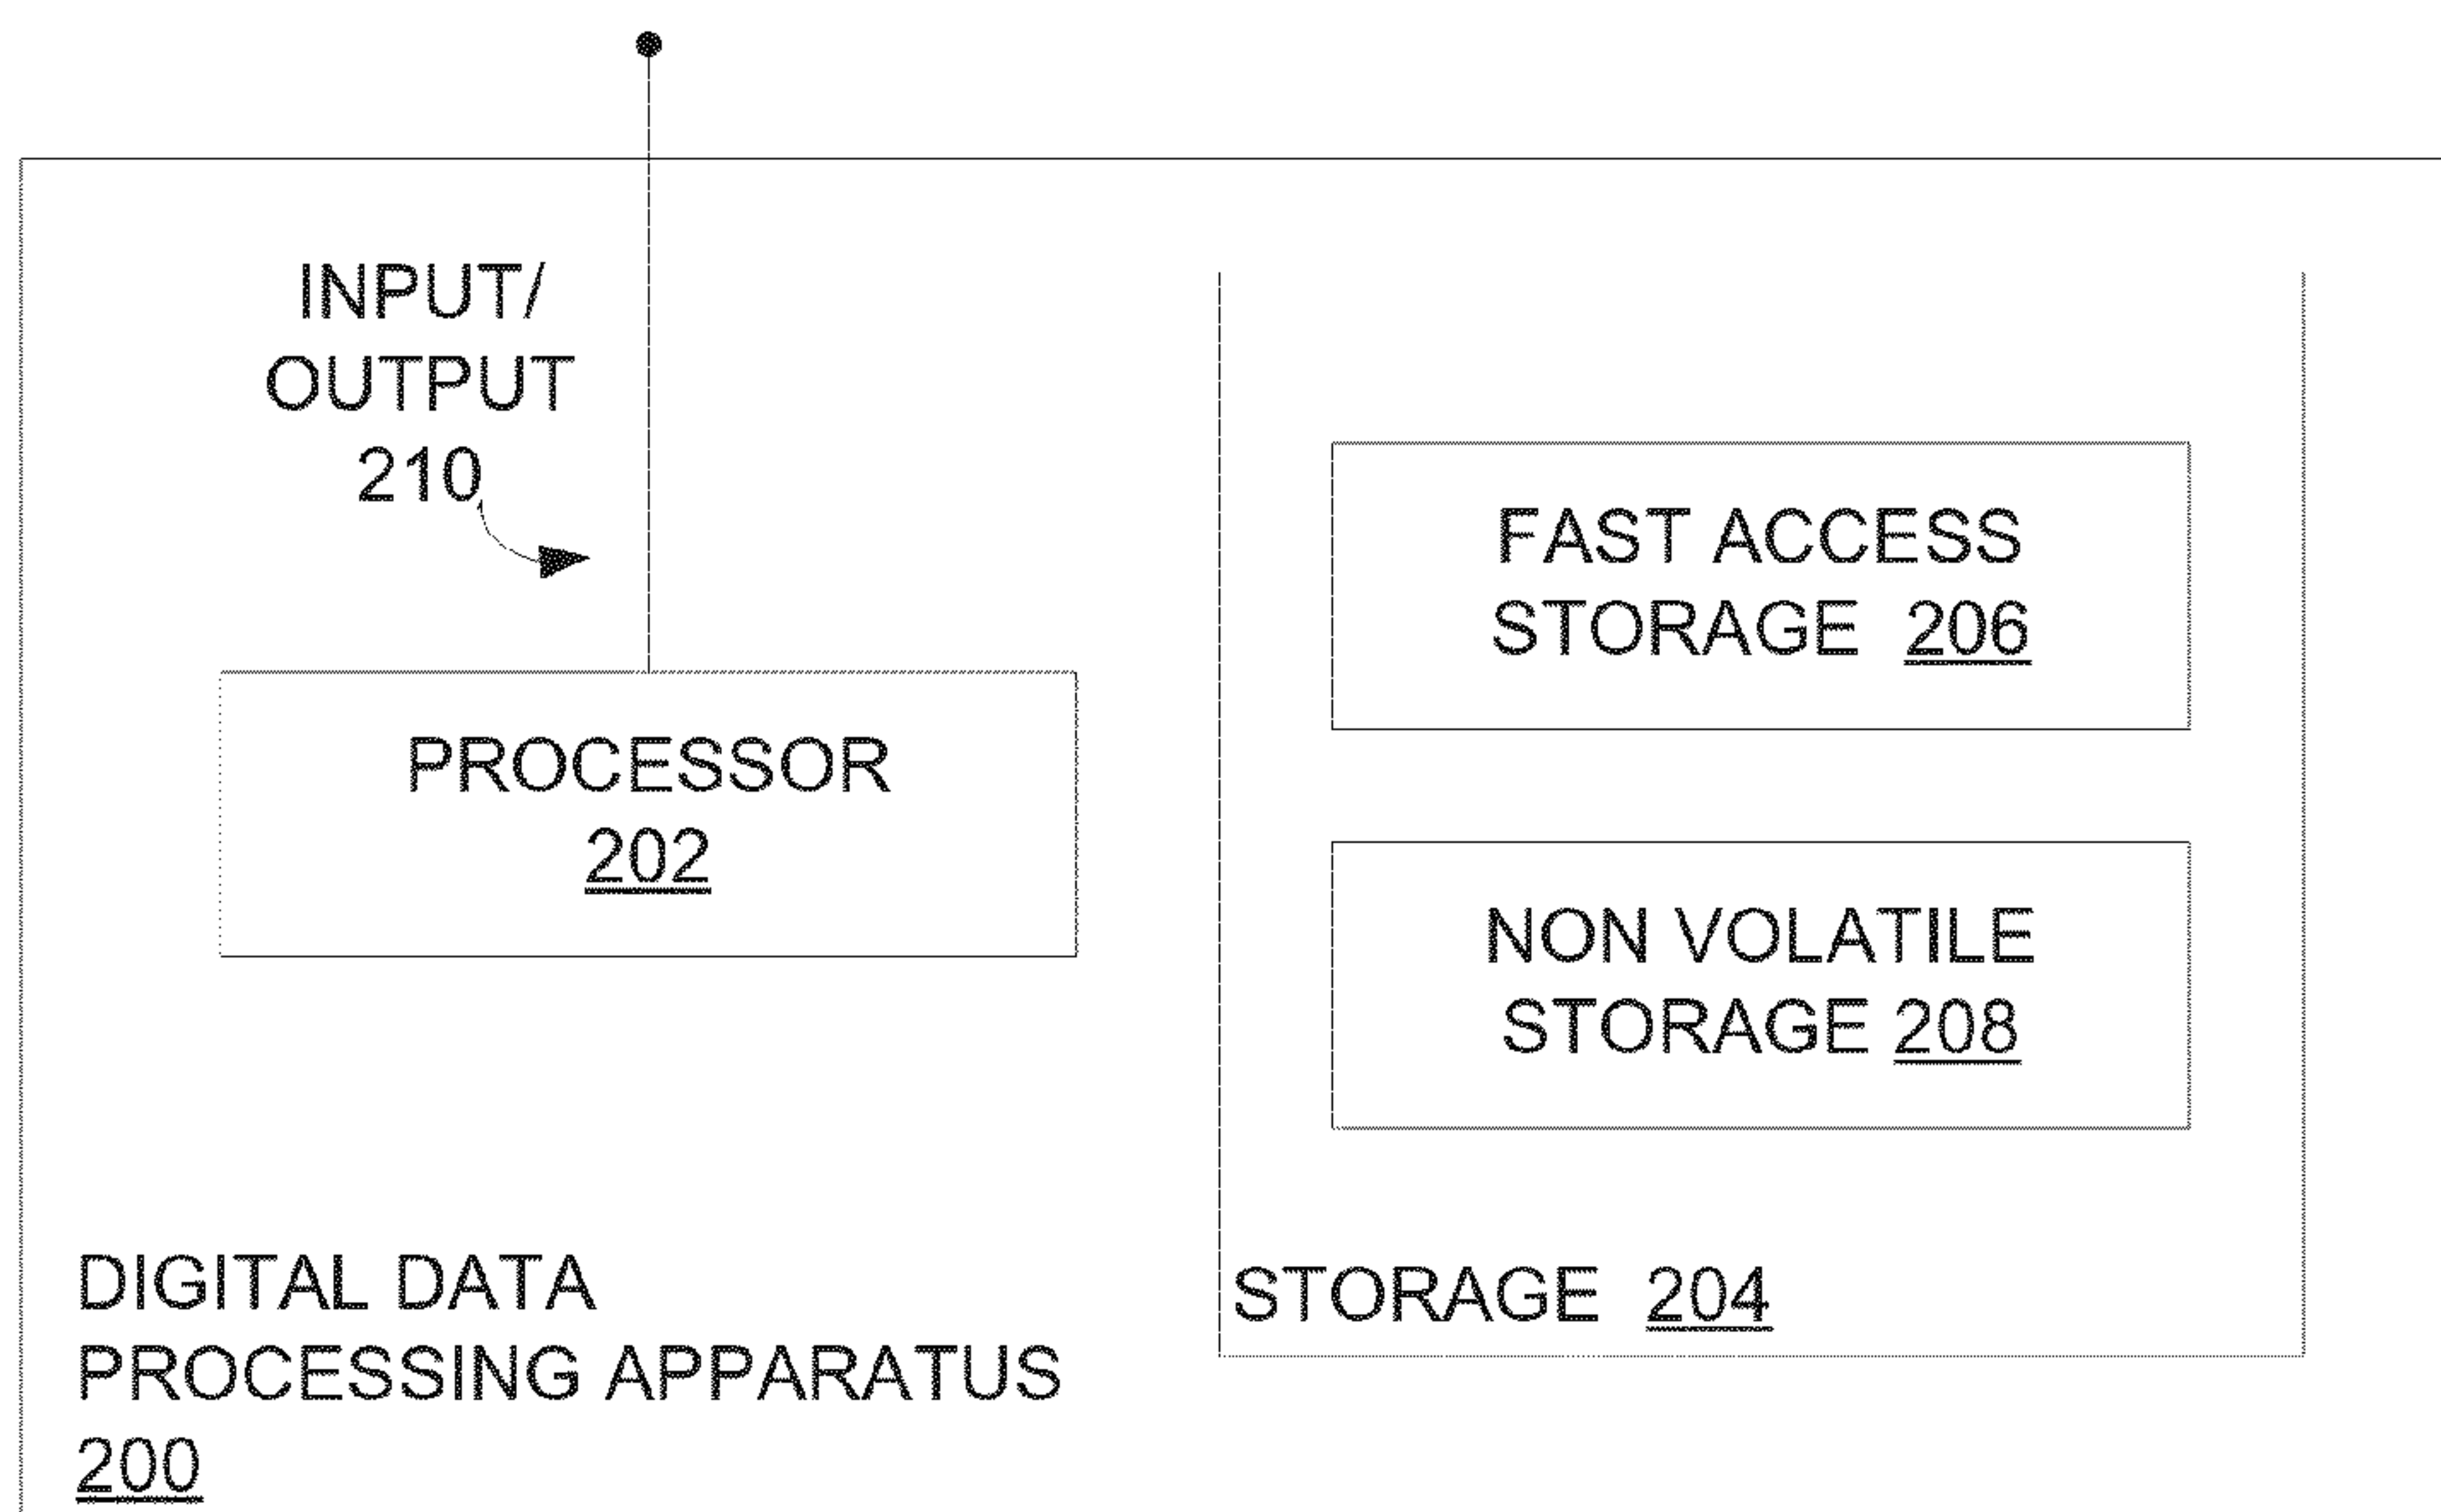 INPUT/
OUTPUT
210
PROCESSOR
202
FAST ACCESS
STORAGE 206
NON VOLATILE
STORAGE 208
STORAGE 204
DIGITAL DATA
PROCESSING APPARATUS
200